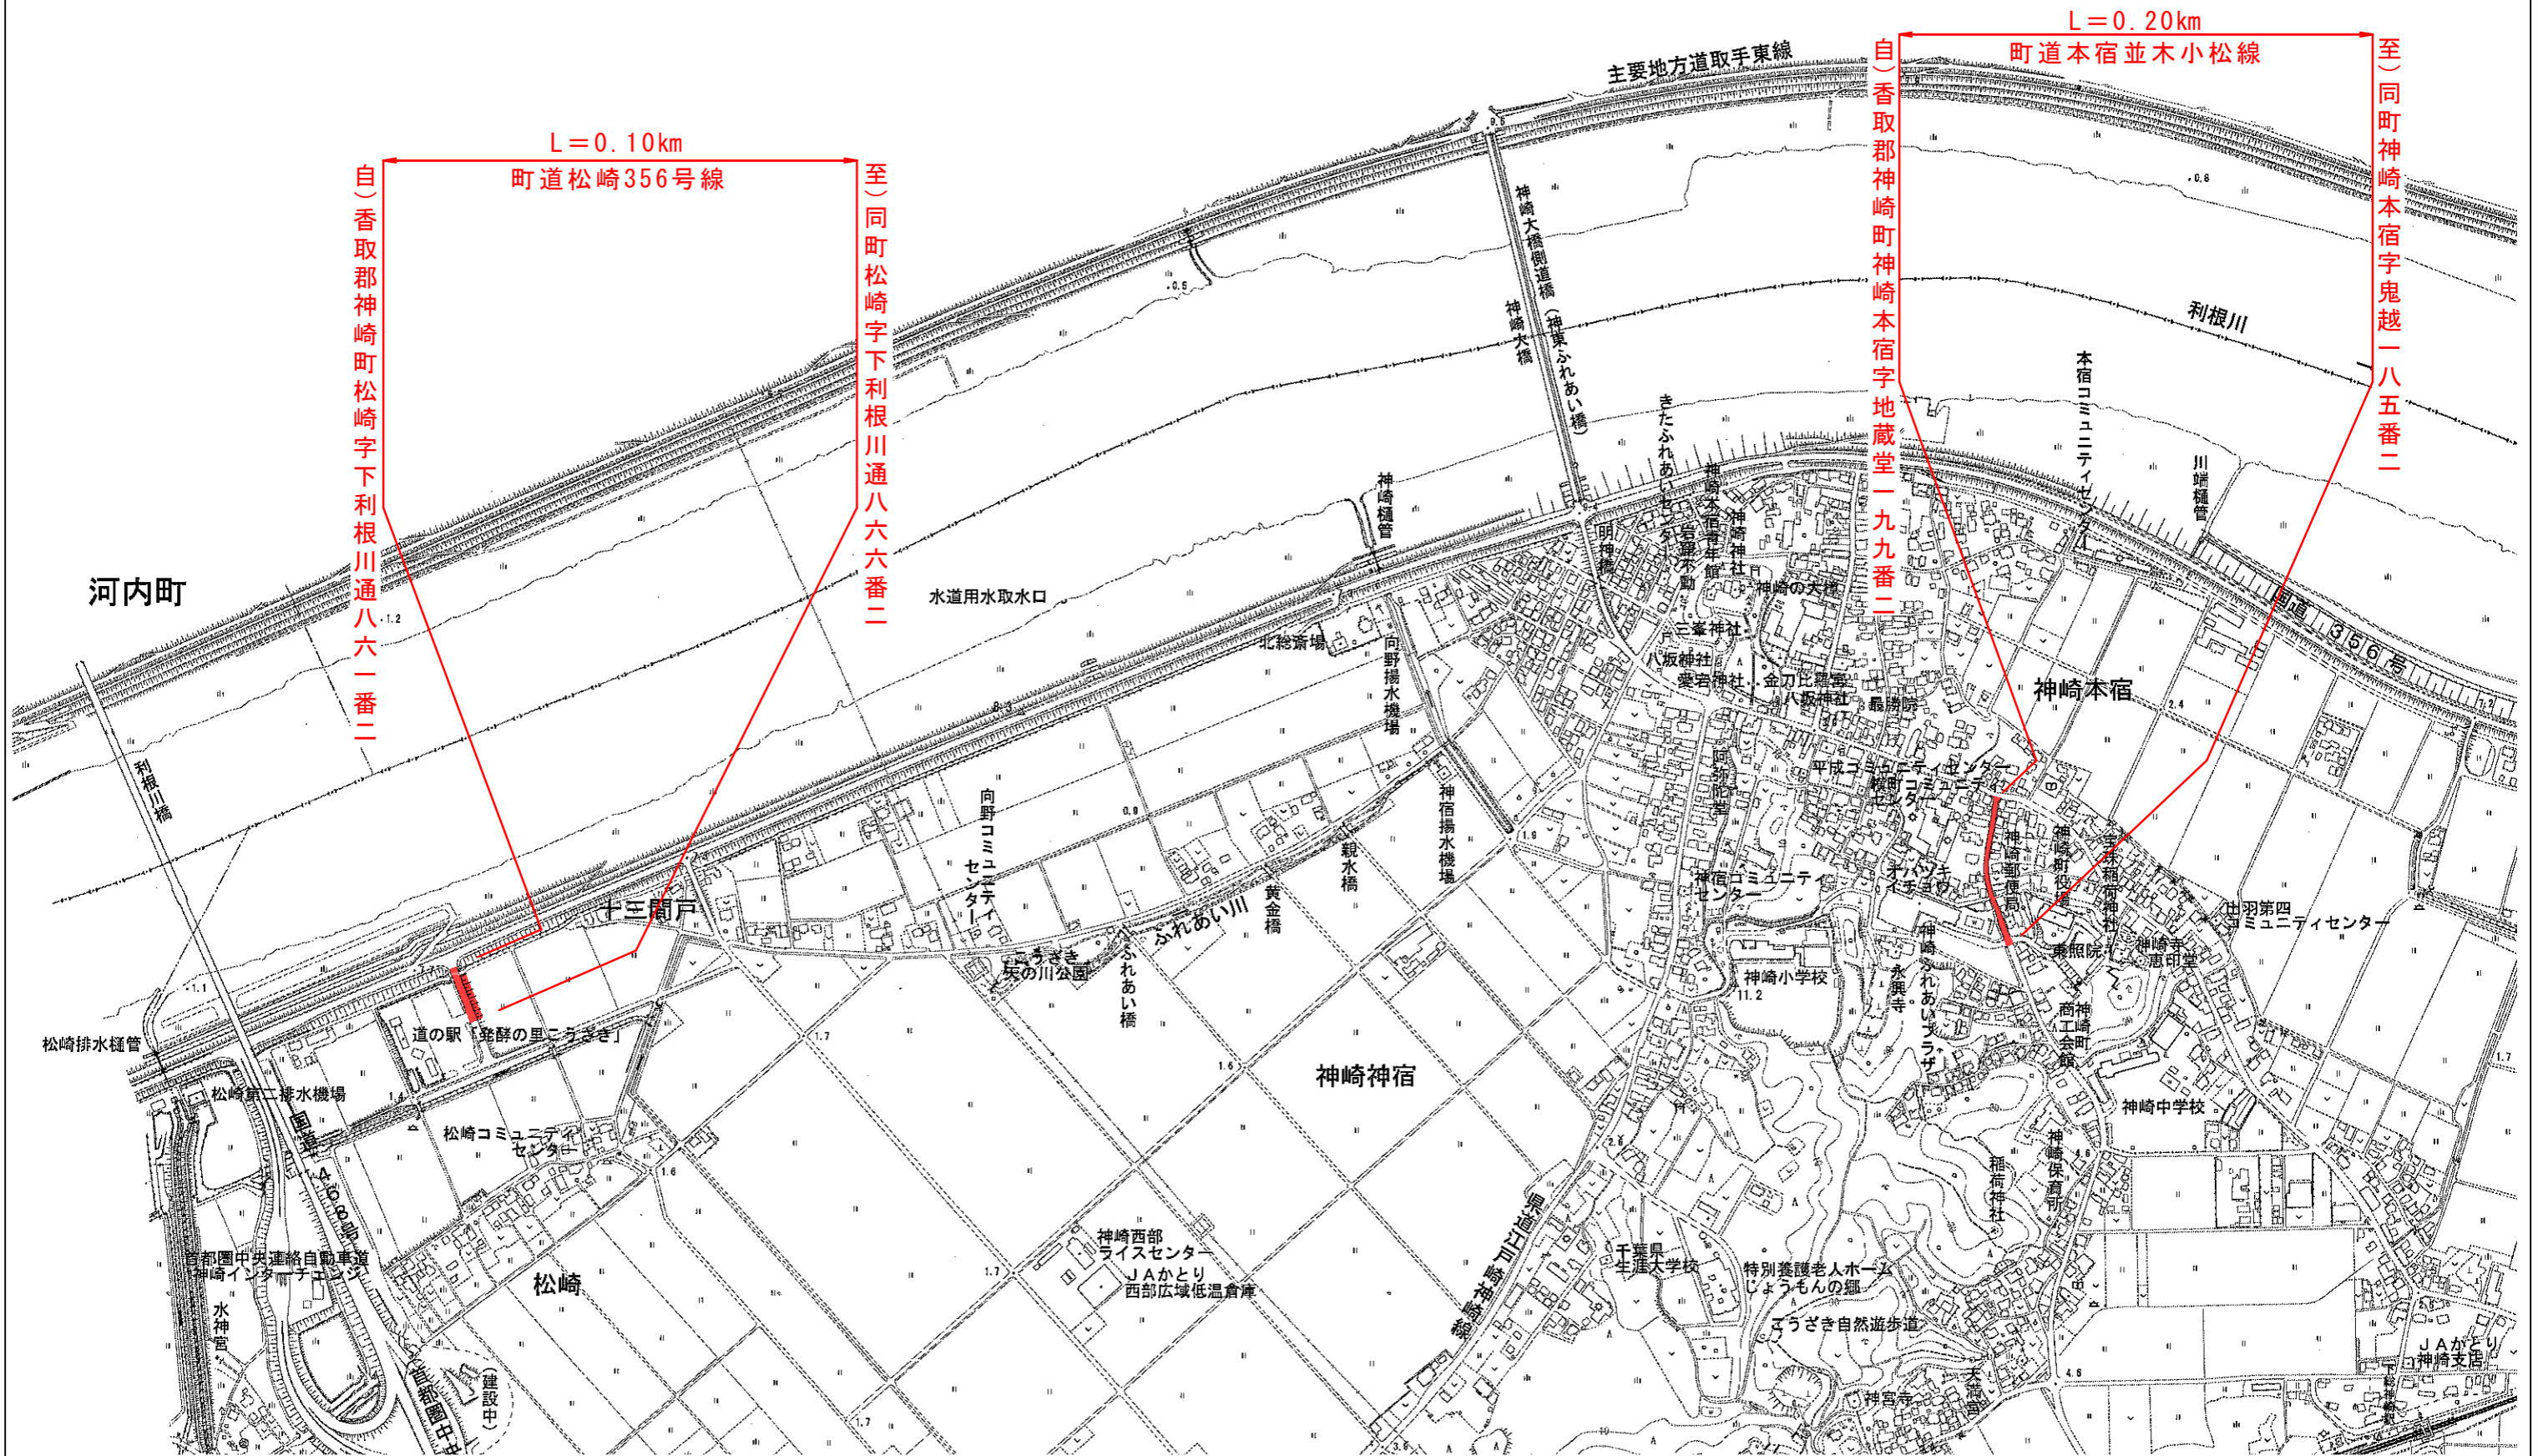 L=0.10km
町道松崎356号線
自）香取郡神崎町松崎字下利根川通八六一番二
至）同町松崎字下利根川通八六六番二
L=0.20km
町道本宿並木小松線
自）香取郡神崎町神崎本宿字地蔵堂一九九番二
至）同町神崎本宿字鬼越一八五番二
主要地方道取手東線
神崎大橋側道橋（神東ふれあい橋）
神崎大橋
利根川
河内町
利根川橋
水道用水取水口
神崎樋管
北総斎場
向野揚水機場
明神橋
きたふれあいセンター
岩窟不動
神崎本宿青年館
神崎神社
神崎の大樟
三峯神社
八坂神社
愛宕神社
金刀比羅宮
八坂神社
最勝院
本宿コミュニティセンター
川端樋管
国道356号
神崎本宿
平成コミュニティセンター
阿弥陀堂
神崎郵便局
神崎町役場
出羽第四
コミュニティセンター
東照院
神崎寺
恵印堂
神崎ふれあいプラザ
永興寺
オハツキ
イチョウ
神宿コミュニティ
センター
神崎小学校
11.2
神崎町
商工会館
神崎中学校
神崎保育所
稲荷神社
神宿揚水機場
親水橋
黄金橋
ふれあい川
ふれあい橋
こうざき
天の川公園
向野コミュニティ
センター
十三間戸
道の駅「発酵の里こうざき」
松崎排水樋管
松崎第二排水機場
国道468号
松崎コミュニティ
センター
首都圏中央連絡自動車道
神崎インターチェンジ
水神宮
松崎
（建設中）
首都圏中央
神崎神宿
神崎西部
ライスセンター
JAかとり
西部広域低温倉庫
県道江戸崎神崎線
千葉県
生涯大学校
特別養護老人ホーム
じょうもんの郷
こうざき自然遊歩道
神宮寺
天満宮
JAかとり
神崎支店